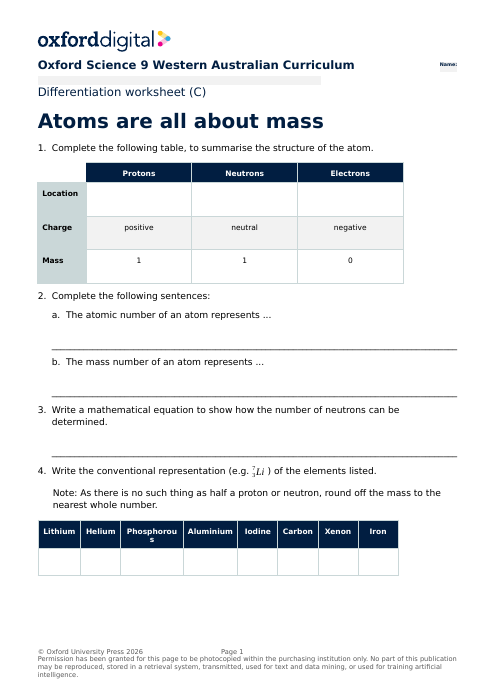 oxforddigital
Oxford Science 9 Western Australian Curriculum
Name:
Differentiation worksheet (C)
Atoms are all about mass
1. Complete the following table, to summarise the structure of the atom.
Protons Neutrons Electrons
Location
Charge positive neutral negative
Mass 1 1 0
2. Complete the following sentences:
a. The atomic number of an atom represents ...
b. The mass number of an atom represents ...
3. Write a mathematical equation to show how the number of neutrons can be
determined.
4. Write the conventional representation (e.g. ⁷₃Li ) of the elements listed.
Note: As there is no such thing as half a proton or neutron, round off the mass to the
nearest whole number.
Lithium Helium Phosphorou Aluminium Iodine Carbon Xenon Iron
s
© Oxford University Press 2026 Page 1
Permission has been granted for this page to be photocopied within the purchasing institution only. No part of this publication
may be reproduced, stored in a retrieval system, transmitted, used for text and data mining, or used for training artificial
intelligence.